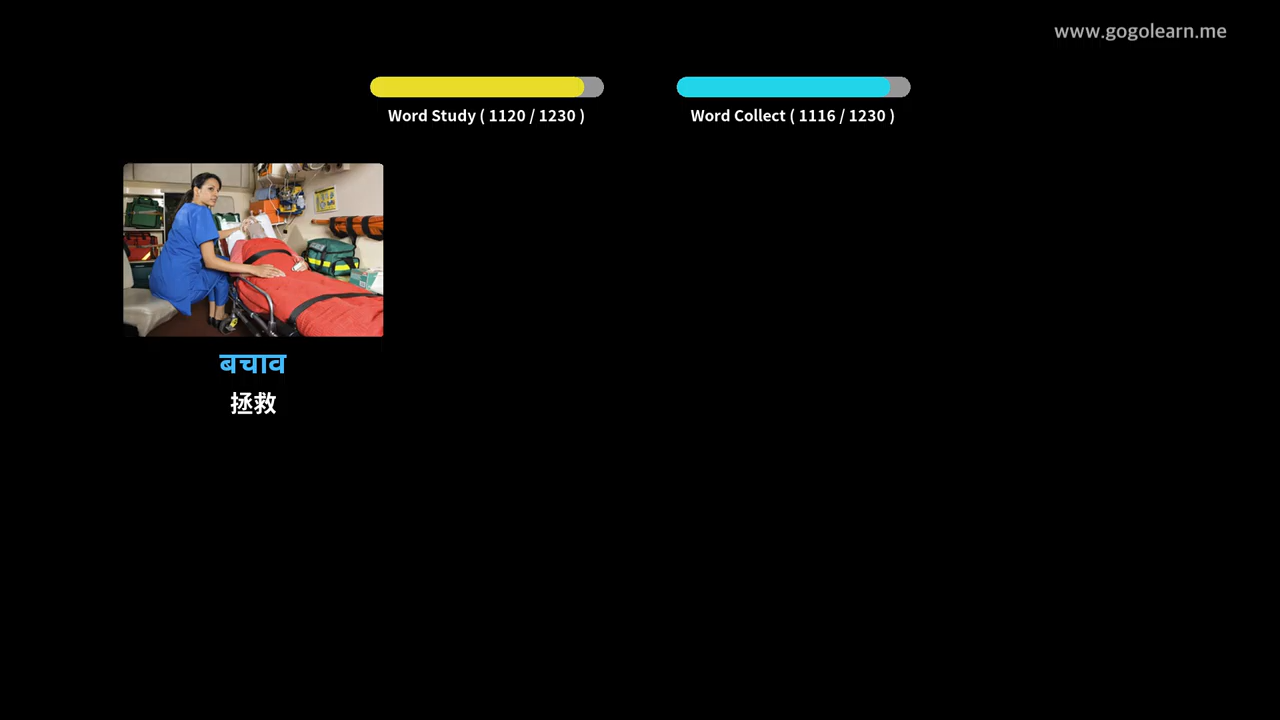 www.gogolearn.me
Word Study ( 1120 / 1230 )
Word Collect ( 1116 / 1230 )
बचाव
拯救